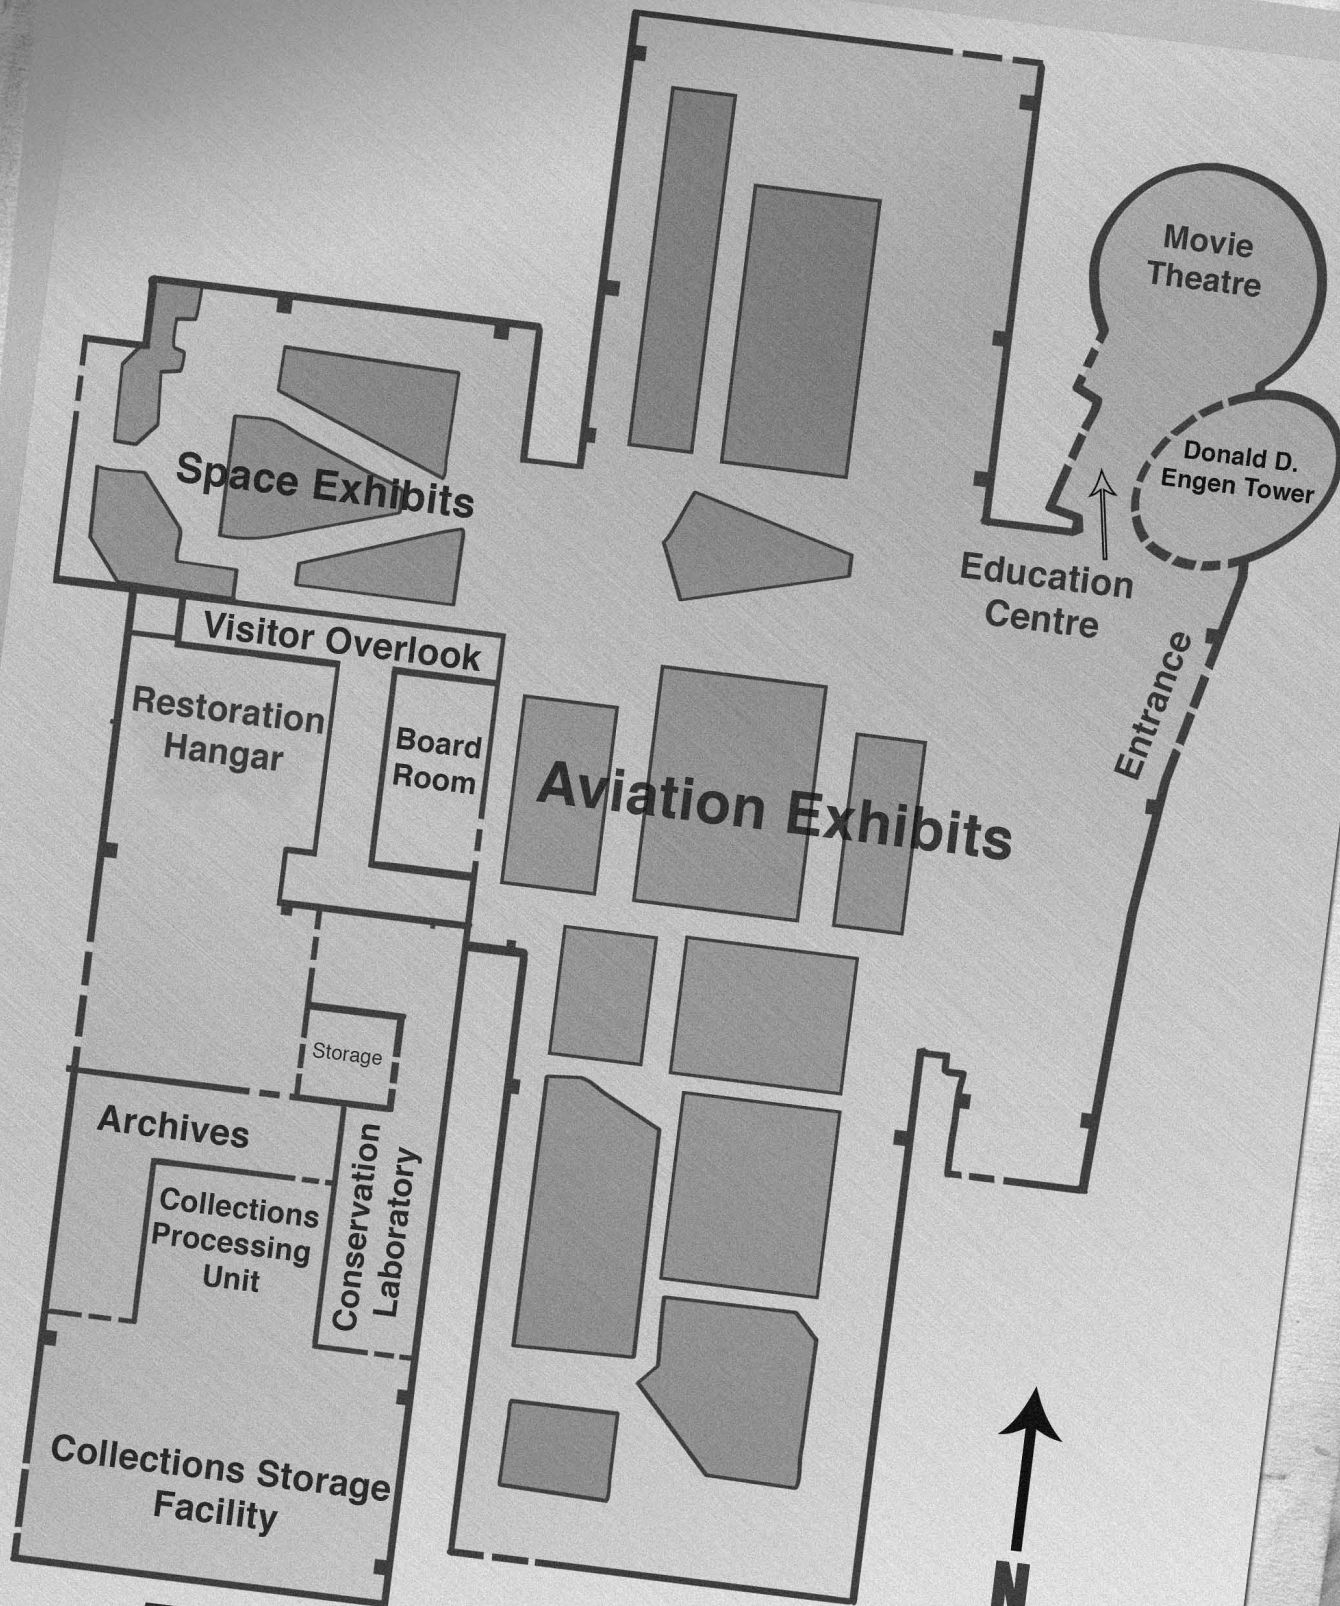 Movie
Theatre
Donald D.
Engen Tower
Space Exhibits
Education
Centre
Visitor Overlook
Entrance
Restoration
Hangar
Board
Room
Aviation Exhibits
Storage
Archives
Conservation
Laboratory
Collections
Processing
Unit
Collections Storage
Facility
N